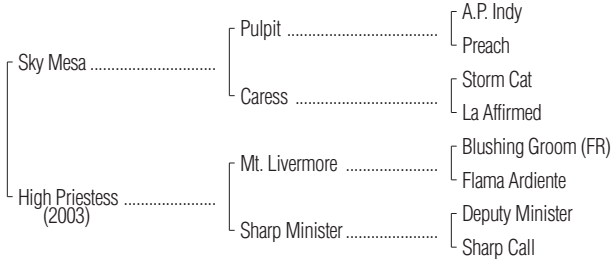 A.P. Indy
Pulpit ........................
Preach
Sky Mesa ..............................
Storm Cat
Caress ....................................
La Affirmed
Blushing Groom (FR)
Mt. Livermore .......................
Flama Ardiente
High Priestess ......................
(2003)
Deputy Minister
Sharp Minister .......................
Sharp Call